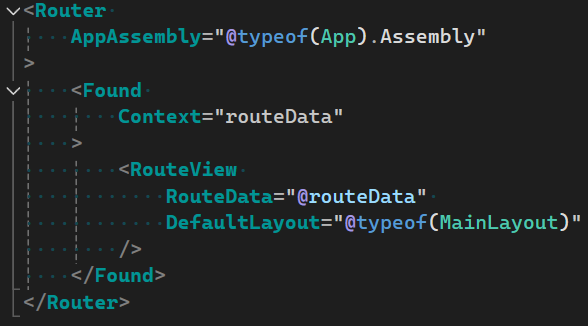 <Router
    AppAssembly="@typeof(App).Assembly"
>
    <Found
        Context="routeData"
    >
        <RouteView
            RouteData="@routeData"
            DefaultLayout="@typeof(MainLayout)"
        />
    </Found>
</Router>